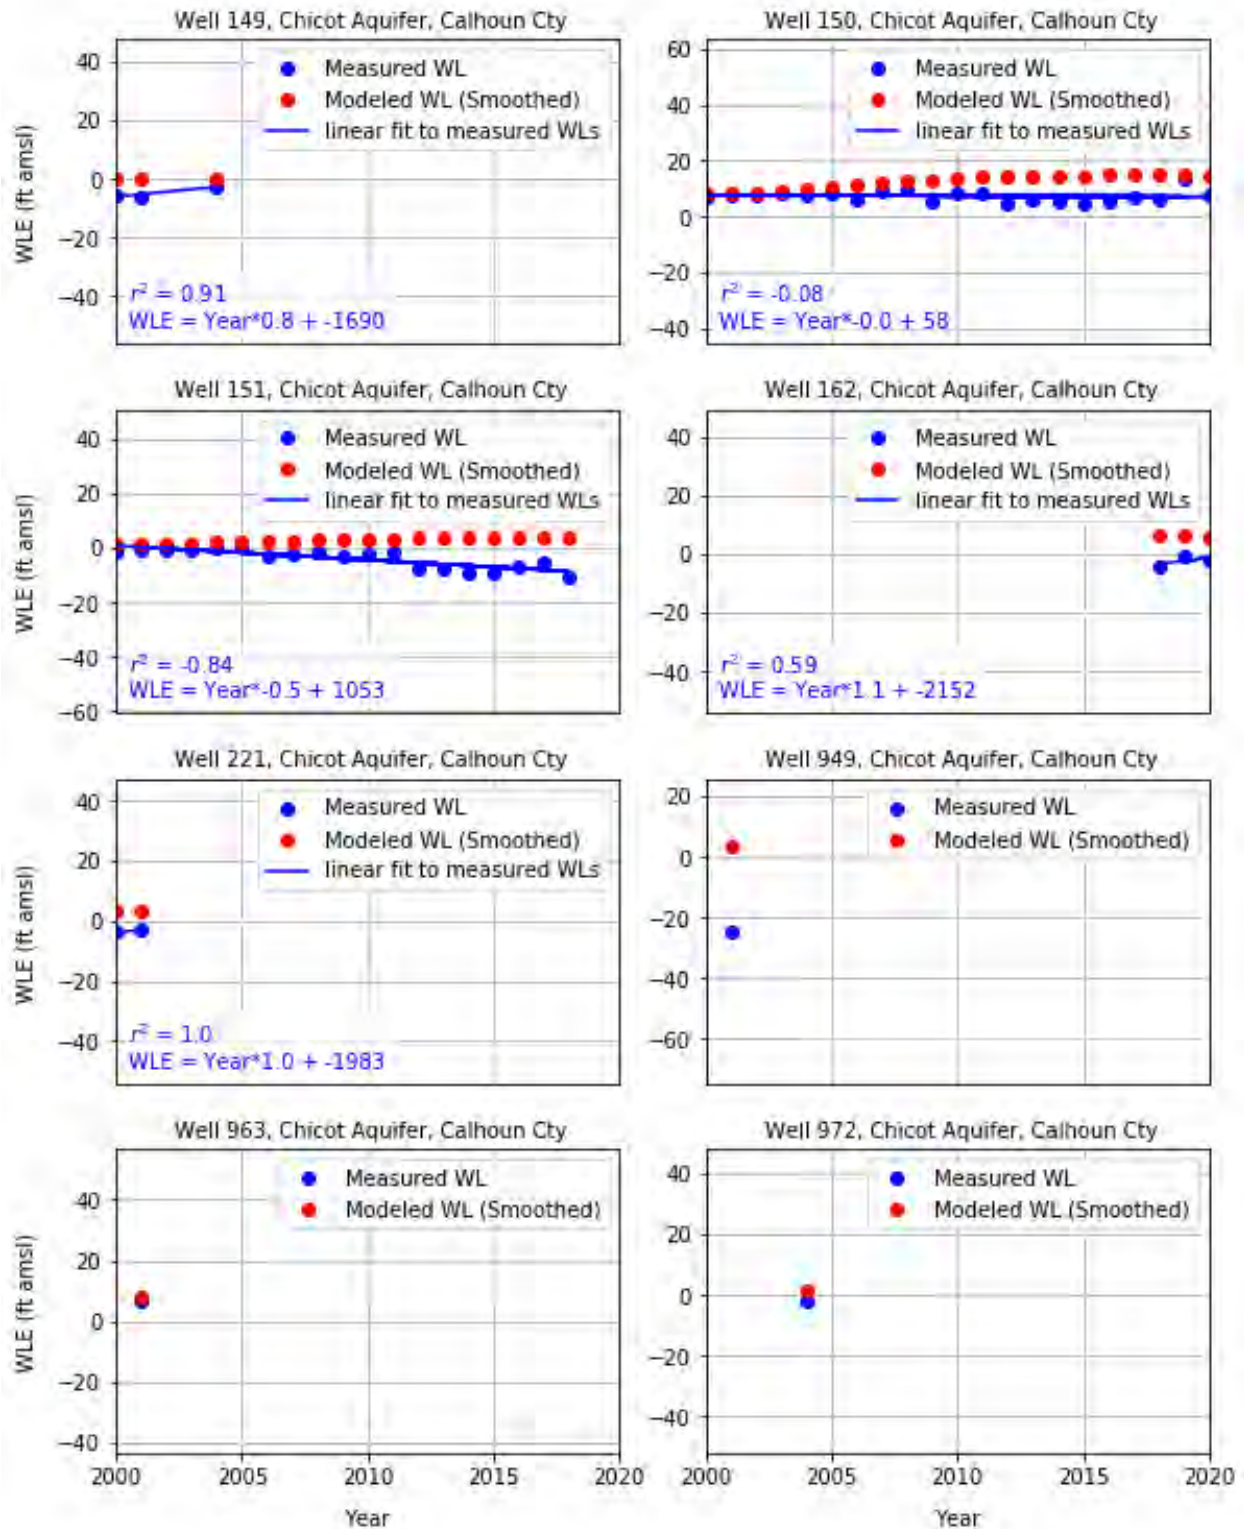 Well 149, Chicot Aquifer, Calhoun Cty
WLE (ft amsl)
40
20
0
−20
−40
Measured WL
Modeled WL (Smoothed)
linear fit to measured WLs
r² = 0.91
WLE = Year*0.8 + -1690
Well 150, Chicot Aquifer, Calhoun Cty
60
40
20
0
−20
−40
Measured WL
Modeled WL (Smoothed)
linear fit to measured WLs
r² = -0.08
WLE = Year*-0.0 + 58
Well 151, Chicot Aquifer, Calhoun Cty
WLE (ft amsl)
40
20
0
−20
−40
−60
Measured WL
Modeled WL (Smoothed)
linear fit to measured WLs
r² = -0.84
WLE = Year*-0.5 + 1053
Well 162, Chicot Aquifer, Calhoun Cty
40
20
0
−20
−40
Measured WL
Modeled WL (Smoothed)
linear fit to measured WLs
r² = 0.59
WLE = Year*1.1 + -2152
Well 221, Chicot Aquifer, Calhoun Cty
WLE (ft amsl)
40
20
0
−20
−40
Measured WL
Modeled WL (Smoothed)
linear fit to measured WLs
r² = 1.0
WLE = Year*1.0 + -1983
Well 949, Chicot Aquifer, Calhoun Cty
20
0
−20
−40
−60
Measured WL
Modeled WL (Smoothed)
Well 963, Chicot Aquifer, Calhoun Cty
WLE (ft amsl)
40
20
0
−20
−40
Measured WL
Modeled WL (Smoothed)
2000 2005 2010 2015 2020
Year
Well 972, Chicot Aquifer, Calhoun Cty
40
20
0
−20
−40
Measured WL
Modeled WL (Smoothed)
2000 2005 2010 2015 2020
Year